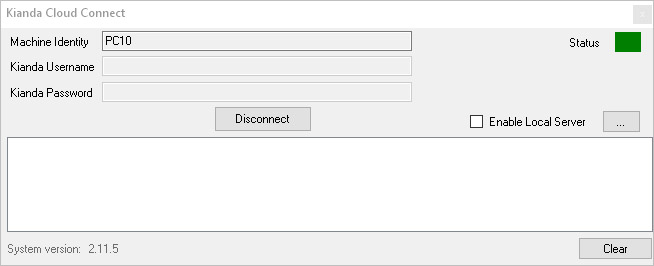 Kianda Cloud Connect
Machine Identity PC10 Status
Kianda Username
Kianda Password
Disconnect Enable Local Server ...
System version: 2.11.5 Clear